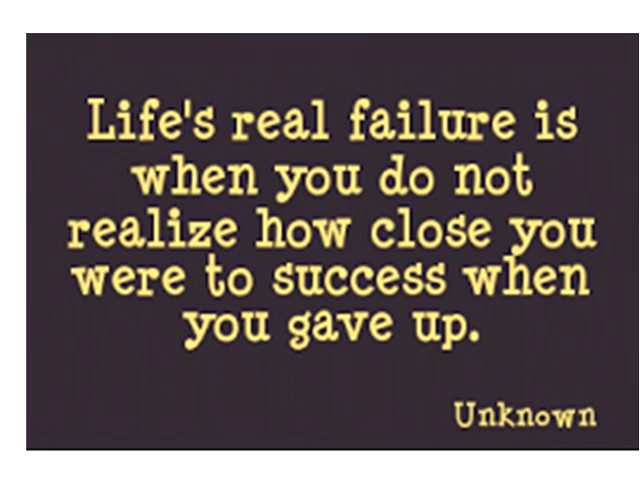 Life's real failure is
when you do not
realize how close you
were to success when
you gave up.
Unknown